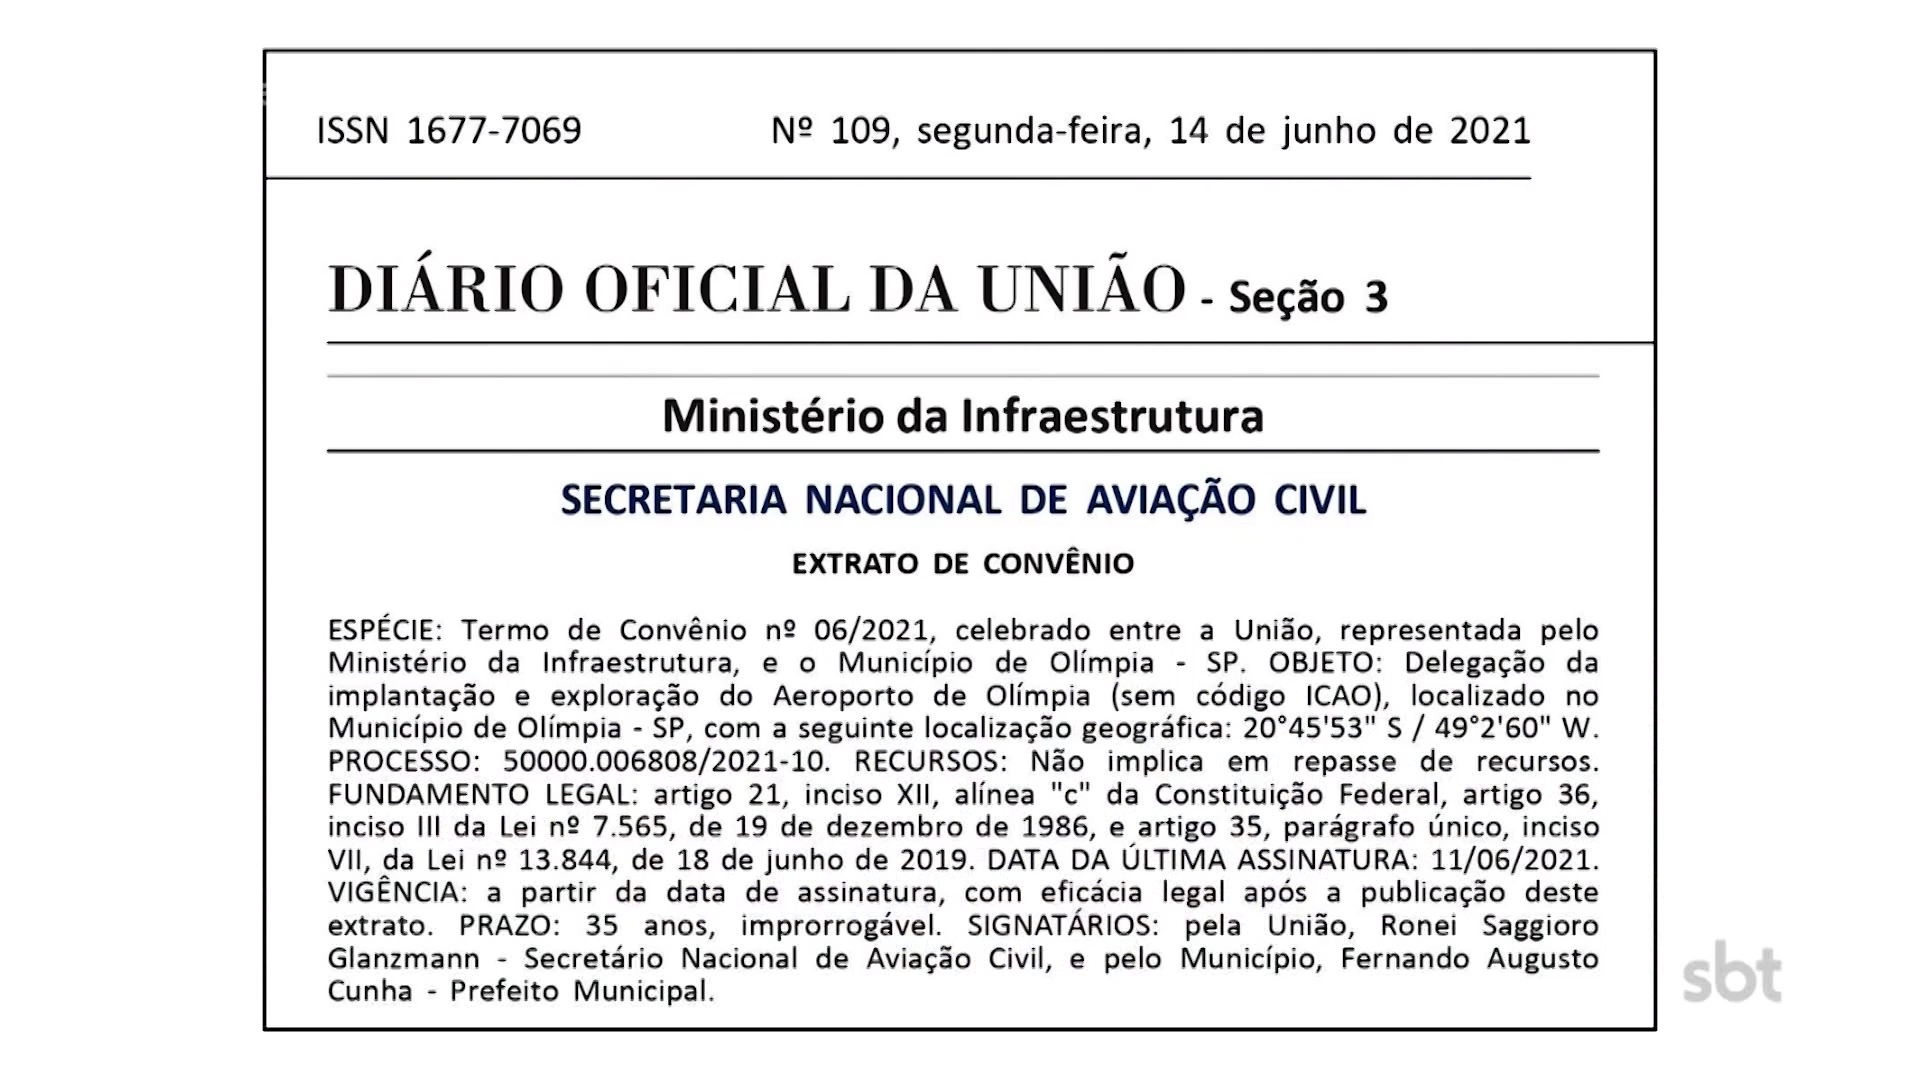 ISSN 1677-7069 Nº 109, segunda-feira, 14 de junho de 2021
DIÁRIO OFICIAL DA UNIÃO - Seção 3
Ministério da Infraestrutura
SECRETARIA NACIONAL DE AVIAÇÃO CIVIL
EXTRATO DE CONVÊNIO
ESPÉCIE: Termo de Convênio nº 06/2021, celebrado entre a União, representada pelo
Ministério da Infraestrutura, e o Município de Olímpia - SP. OBJETO: Delegação da
implantação e exploração do Aeroporto de Olímpia (sem código ICAO), localizado no
Município de Olímpia - SP, com a seguinte localização geográfica: 20°45'53" S / 49°2'60" W.
PROCESSO: 50000.006808/2021-10. RECURSOS: Não implica em repasse de recursos.
FUNDAMENTO LEGAL: artigo 21, inciso XII, alínea "c" da Constituição Federal, artigo 36,
inciso III da Lei nº 7.565, de 19 de dezembro de 1986, e artigo 35, parágrafo único, inciso
VII, da Lei nº 13.844, de 18 de junho de 2019. DATA DA ÚLTIMA ASSINATURA: 11/06/2021.
VIGÊNCIA: a partir da data de assinatura, com eficácia legal após a publicação deste
extrato. PRAZO: 35 anos, improrrogável. SIGNATÁRIOS: pela União, Ronei Saggioro
Glanzmann - Secretário Nacional de Aviação Civil, e pelo Município, Fernando Augusto
Cunha - Prefeito Municipal.
sbt